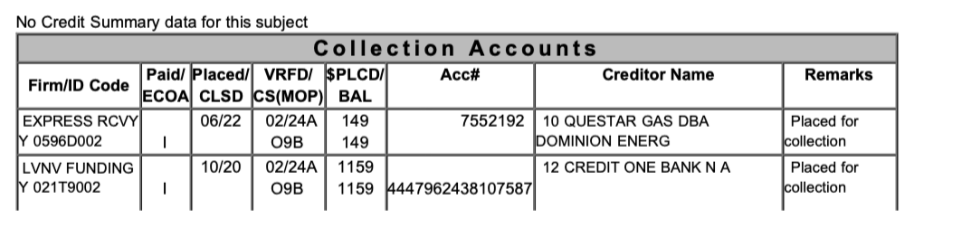 No Credit Summary data for this subject
Collection Accounts
Firm/ID Code Paid/ ECOA Placed/ CLSD VRFD/ CS(MOP) $PLCD/ BAL Acc# Creditor Name Remarks
EXPRESS RCVY 06/22 02/24A 149 7552192 10 QUESTAR GAS DBA Placed for
Y 0596D002 I O9B 149 DOMINION ENERG collection
LVNV FUNDING 10/20 02/24A 1159 12 CREDIT ONE BANK N A Placed for
Y 021T9002 I O9B 1159 4447962438107587 collection